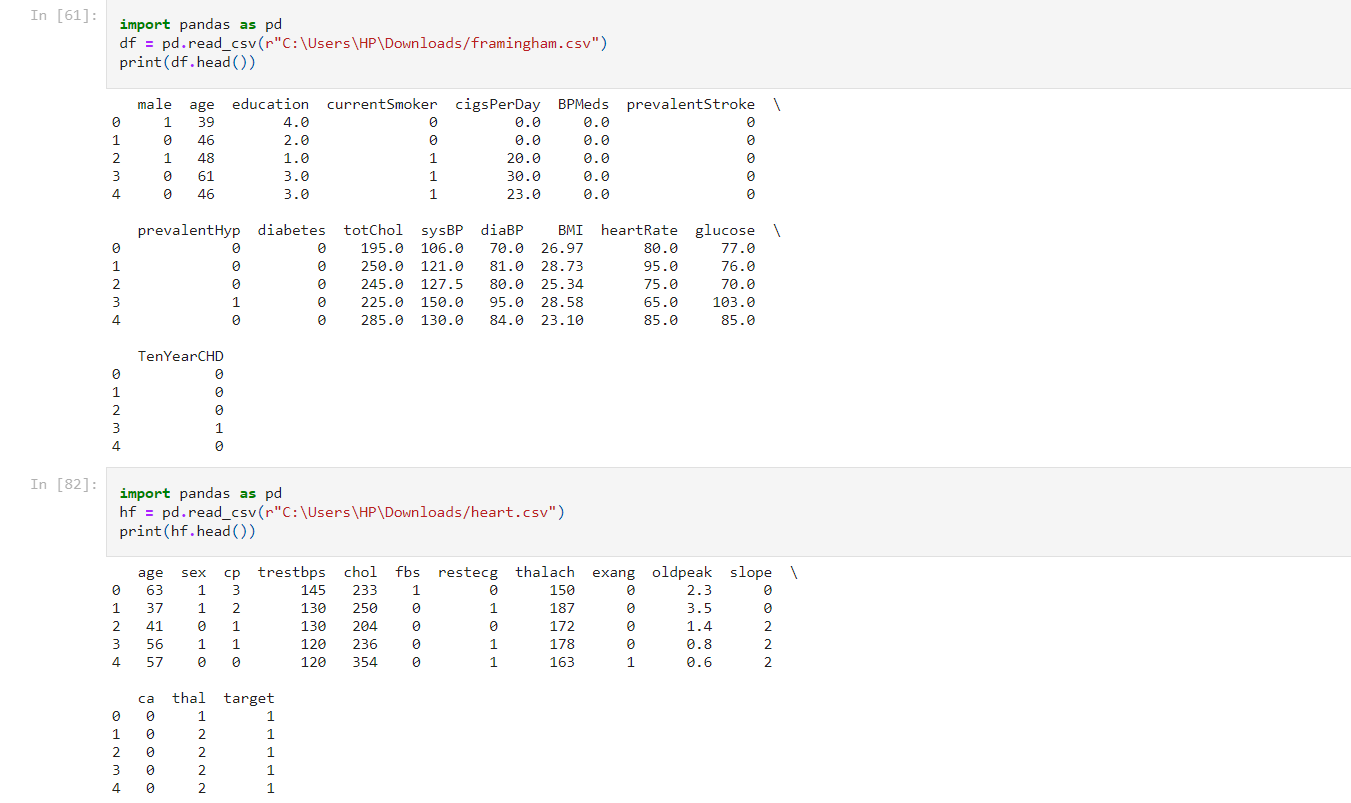 In [61]:
import pandas as pd
df = pd.read_csv(r"C:\Users\HP\Downloads/framingham.csv")
print(df.head())
male age education currentSmoker cigsPerDay BPMeds prevalentStroke \
0 1 39 4.0 0 0.0 0.0 0
1 0 46 2.0 0 0.0 0.0 0
2 1 48 1.0 1 20.0 0.0 0
3 0 61 3.0 1 30.0 0.0 0
4 0 46 3.0 1 23.0 0.0 0
prevalentHyp diabetes totChol sysBP diaBP BMI heartRate glucose \
0 0 0 195.0 106.0 70.0 26.97 80.0 77.0
1 0 0 250.0 121.0 81.0 28.73 95.0 76.0
2 0 0 245.0 127.5 80.0 25.34 75.0 70.0
3 1 0 225.0 150.0 95.0 28.58 65.0 103.0
4 0 0 285.0 130.0 84.0 23.10 85.0 85.0
TenYearCHD
0 0
1 0
2 0
3 1
4 0
In [82]:
import pandas as pd
hf = pd.read_csv(r"C:\Users\HP\Downloads/heart.csv")
print(hf.head())
age sex cp trestbps chol fbs restecg thalach exang oldpeak slope \
0 63 1 3 145 233 1 0 150 0 2.3 0
1 37 1 2 130 250 0 1 187 0 3.5 0
2 41 0 1 130 204 0 0 172 0 1.4 2
3 56 1 1 120 236 0 1 178 0 0.8 2
4 57 0 0 120 354 0 1 163 1 0.6 2
ca thal target
0 0 1 1
1 0 2 1
2 0 2 1
3 0 2 1
4 0 2 1